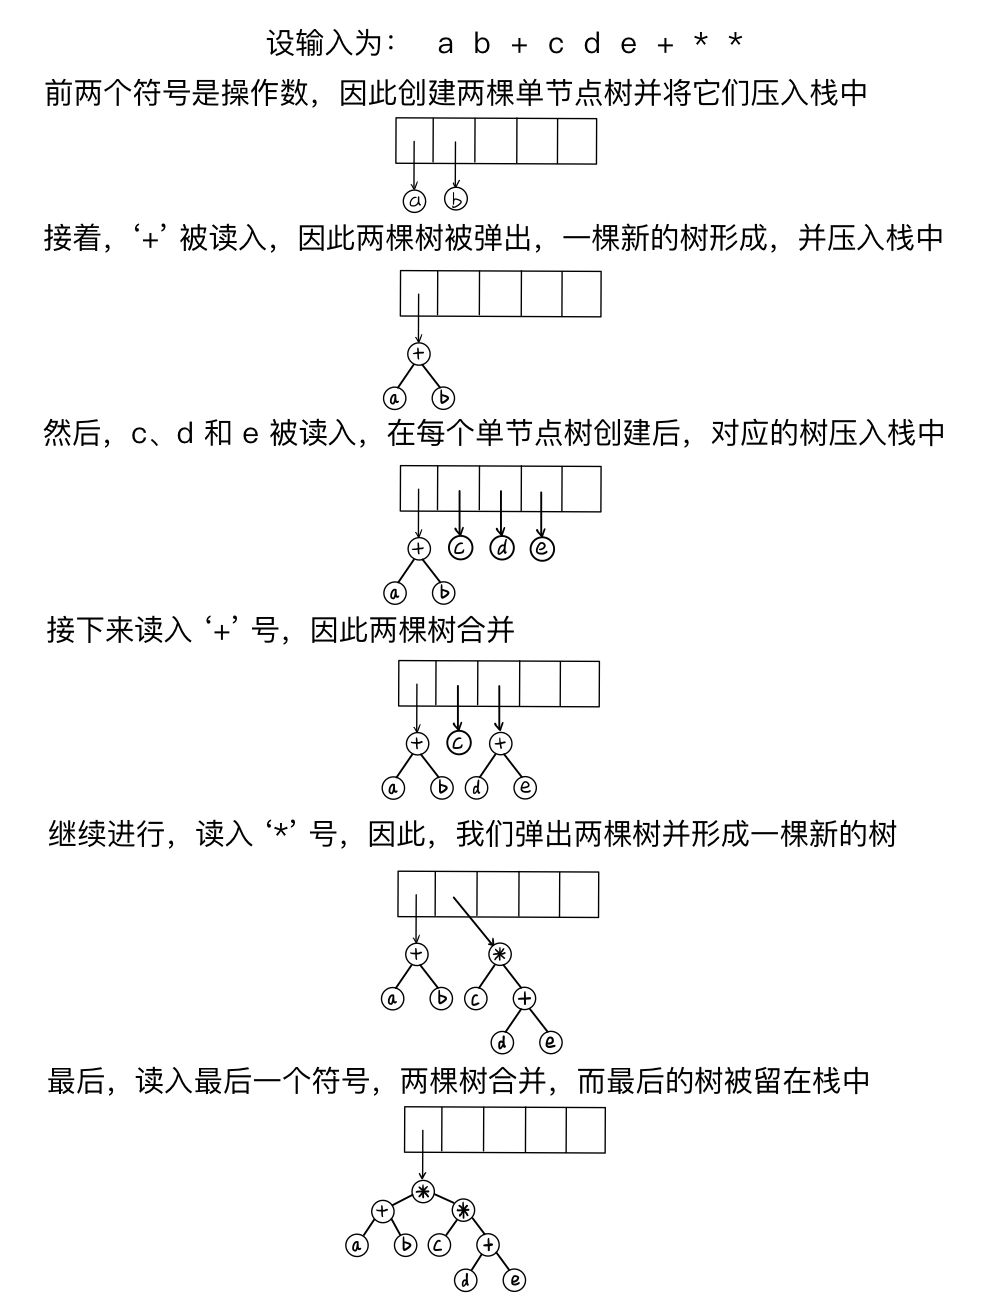 设输入为： a b + c d e + * *
前两个符号是操作数，因此创建两棵单节点树并将它们压入栈中
a b
接着，‘+’ 被读入，因此两棵树被弹出，一棵新的树形成，并压入栈中
+
a b
然后，c、d 和 e 被读入，在每个单节点树创建后，对应的树压入栈中
+ c d e
a b
接下来读入 ‘+’ 号，因此两棵树合并
+ c +
a b d e
继续进行，读入 ‘*’ 号，因此，我们弹出两棵树并形成一棵新的树
+ *
a b c +
d e
最后，读入最后一个符号，两棵树合并，而最后的树被留在栈中
*
+ *
a b c +
d e